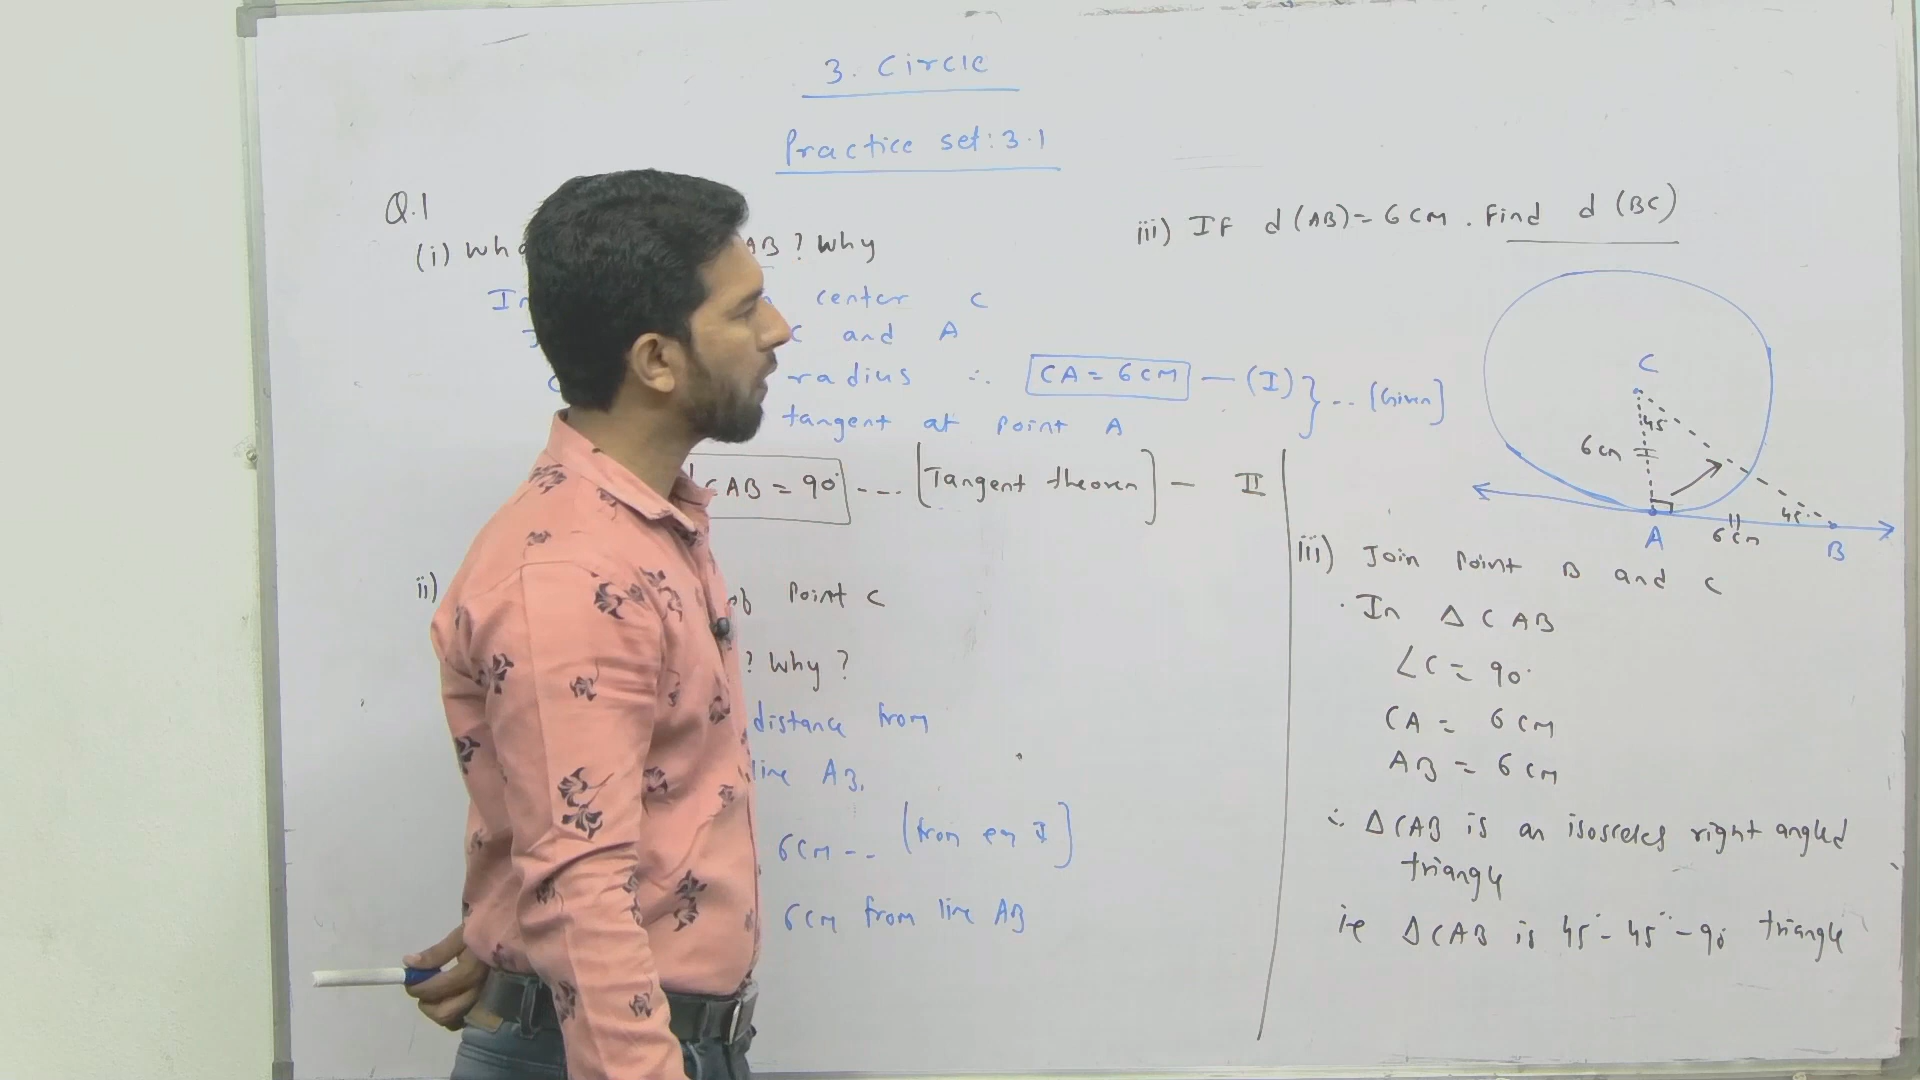 3. Circle
Practice set: 3.1
Q.1
(i) Wh AB? Why
In center C
C and A
radius ∴ CA = 6 cm — (I) } -- [Given]
tangent at Point A
CAB = 90° --- [Tangent theorem] — II
ii) of Point C
? Why?
distance from
line AB.
6cm -- (from eq I]
6cm from line AB
iii) If d (AB) = 6 cm. Find d (BC)
C
45
6 cm
45
A
6 cm
B
iii) Join Point B and C
In Δ CAB
∠C = 90°
CA = 6 cm
AB = 6 cm
∴ ΔCAB is an isosceles right angled
triangle
ie ΔCAB is 45°- 45° - 90° triangle